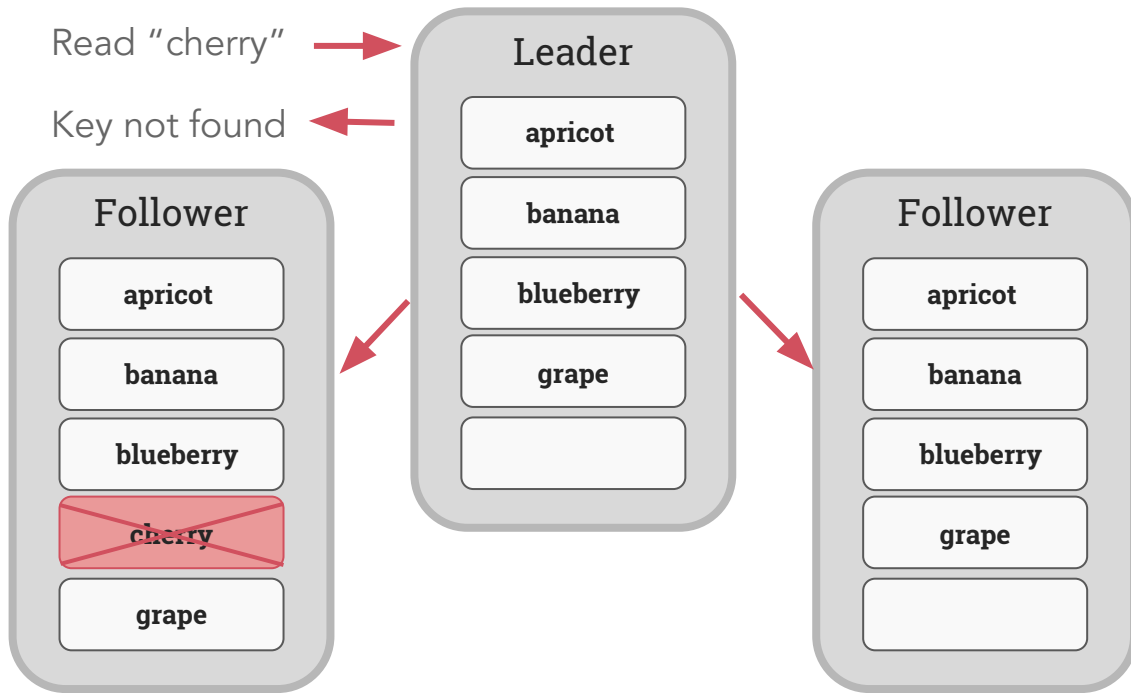 Read “cherry”
Key not found
Leader
apricot
banana
blueberry
grape
Follower
apricot
banana
blueberry
cherry
grape
Follower
apricot
banana
blueberry
grape